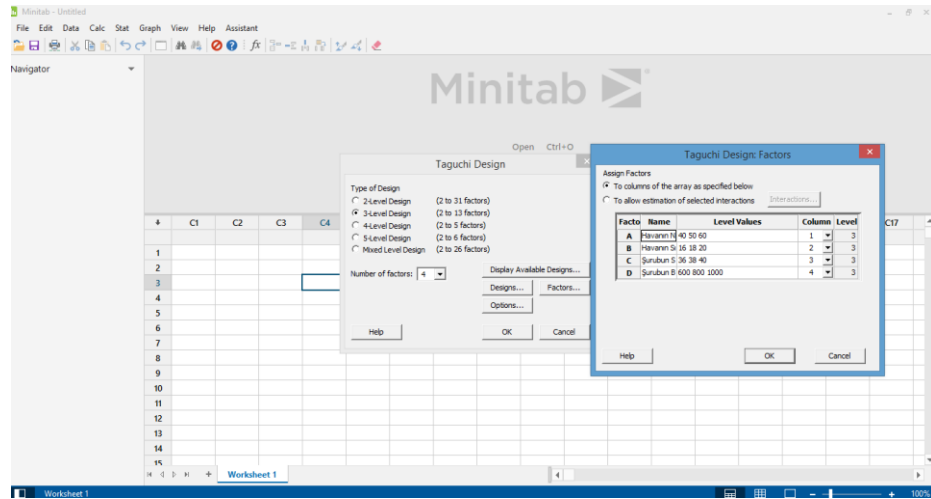 Minitab - Untitled
File Edit Data Calc Stat Graph View Help Assistant
Navigator
Minitab
Open Ctrl+O
Taguchi Design
Type of Design
2-Level Design (2 to 31 factors)
3-Level Design (2 to 13 factors)
4-Level Design (2 to 5 factors)
5-Level Design (2 to 6 factors)
Mixed Level Design (2 to 26 factors)
Number of factors: 4
Display Available Designs...
Designs... Factors...
Options...
Help OK Cancel
Taguchi Design: Factors
Assign Factors
To columns of the array as specified below
To allow estimation of selected interactions Interactions...
Facto Name Level Values Column Level
A Havanın N 40 50 60 1 3
B Havanın Sı 16 18 20 2 3
C Şurubun S 36 38 40 3 3
D Şurubun B 600 800 1000 4 3
Help OK Cancel
C1 C2 C3 C4 C17
1
2
3
4
5
6
7
8
9
10
11
12
13
14
15
Worksheet 1
Worksheet 1 100%